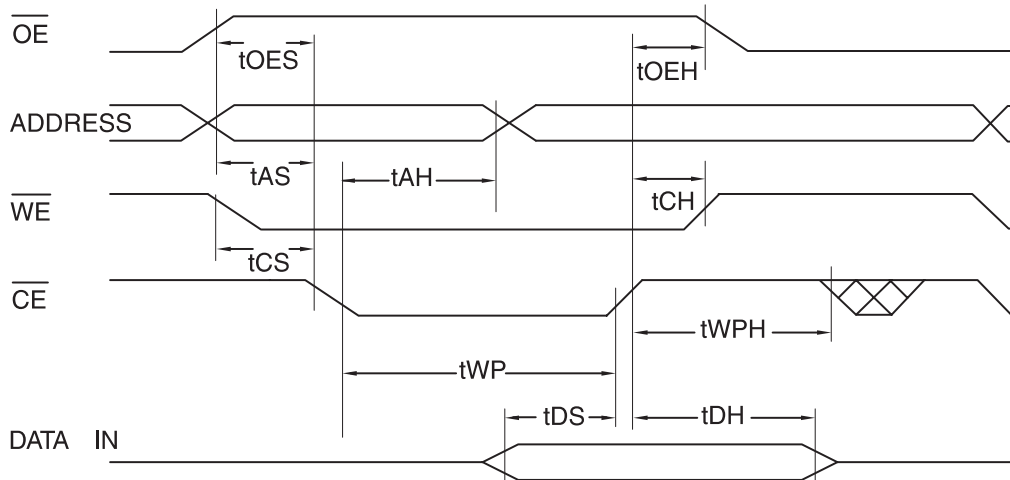 OE
tOES
tOEH
ADDRESS
tAS
tAH
tCH
WE
tCS
CE
tWPH
tWP
tDS
tDH
DATA IN